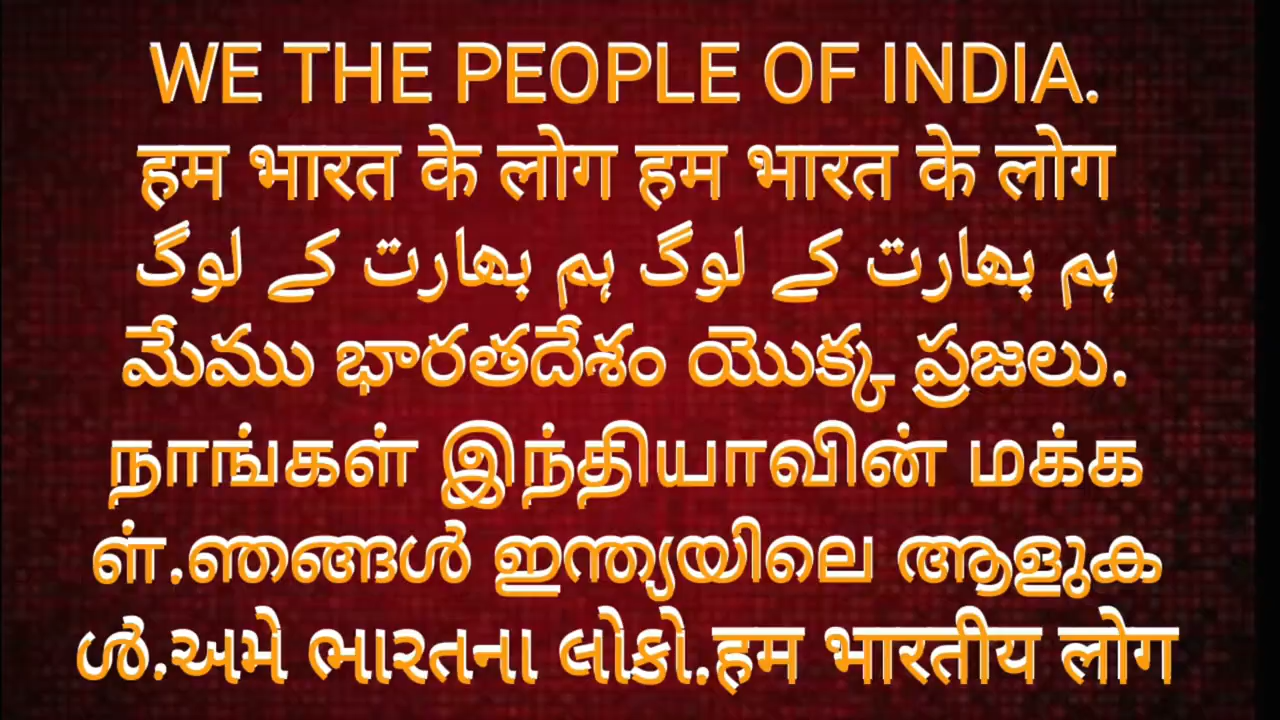 WE THE PEOPLE OF INDIA.
हम भारत के लोग हम भारत के लोग
ہم بھارت کے لوگ ہم بھارت کے لوگ
మేము భారతదేశం యొక్క ప్రజలు.
நாங்கள் இந்தியாவின் மக்க
ள்.ഞങ്ങൾ ഇന്ത്യയിലെ ആളുക
ൾ.અમે ભારતના લોકો.हम भारतीय लोग